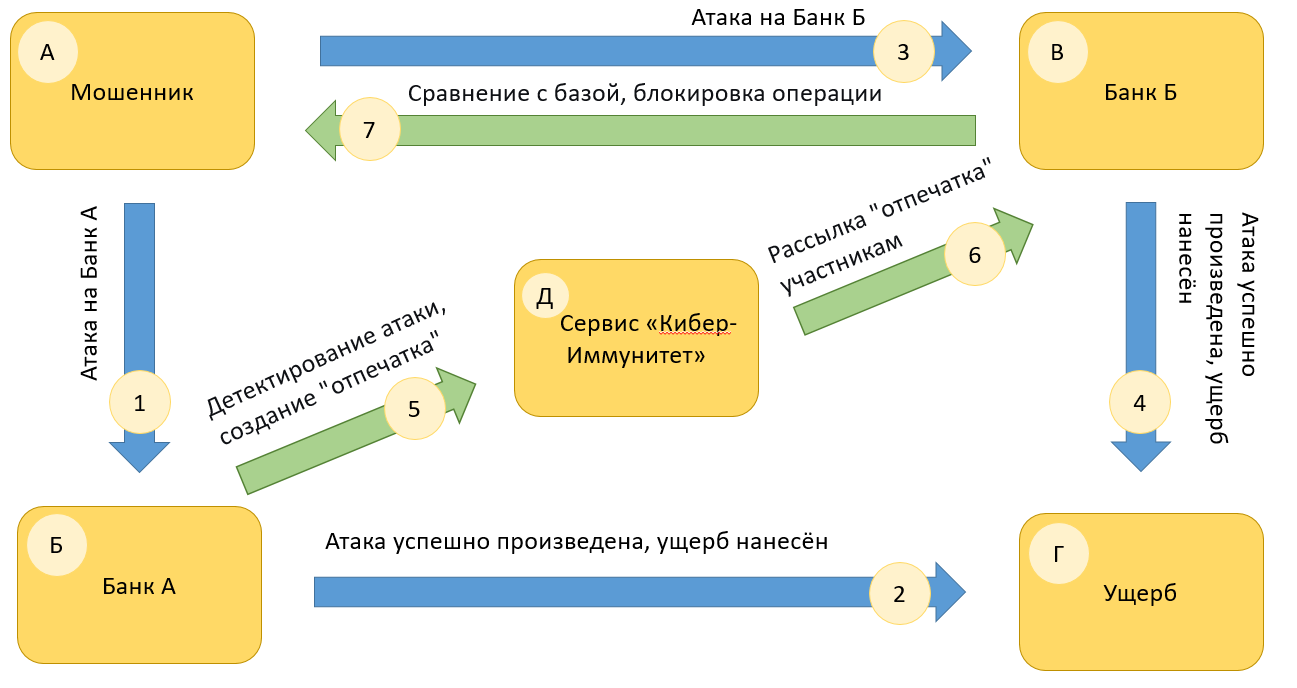 Атака на Банк Б
А
Мошенник
3
В
Банк Б
Сравнение с базой, блокировка операции
7
Атака на Банк А
1
Детектирование атаки,
создание "отпечатка"
5
Д
Сервис «Кибер-
Иммунитет»
Рассылка "отпечатка"
участникам
6
Атака успешно
произведена, ущерб
нанесён
4
Б
Банк А
Атака успешно произведена, ущерб нанесён
2
Г
Ущерб